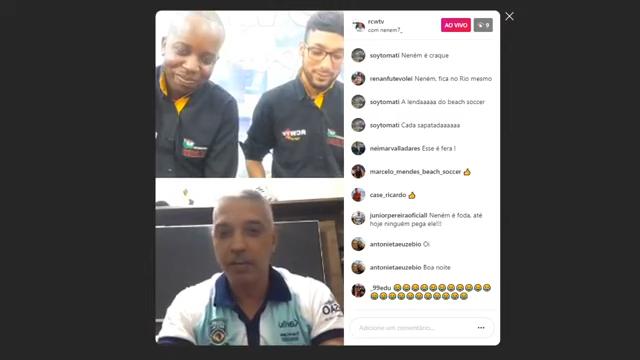 rcwtv
com nenem?_
AO VIVO
9
soytomati Neném é craque
renanfutevolei Neném, fica no Rio mesmo
soytomati A lendaaaaa do beach soccer
soytomati Cada sapatadaaaaaa
neimarvalladares Esse é fera !
marcelo_mendes_beach_soccer 👍
case_ricardo 👍
juniorpereiraoficiall Neném é foda, até
hoje ninguém pega ele!!!
antonietaeuzebio Oi
antonietaeuzebio Boa noite
_99edu 😂😂😂😂😂😂😂😂😂😂😂
😂😂😂😂😂😂😂😂😂😂😂
Adicione um comentário...